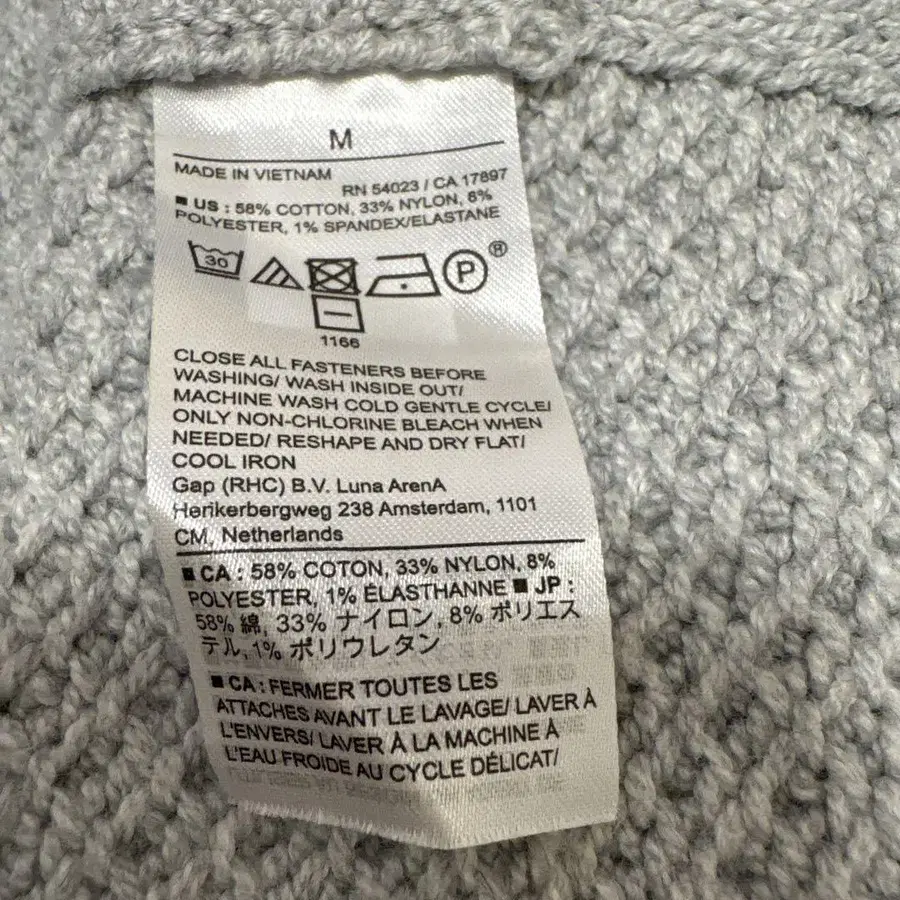 M
MADE IN VIETNAM
RN 54023 / CA 17897
■ US : 58% COTTON, 33% NYLON, 8%
POLYESTER, 1% SPANDEX/ELASTANE
30
P
®
1166
CLOSE ALL FASTENERS BEFORE
WASHING/ WASH INSIDE OUT/
MACHINE WASH COLD GENTLE CYCLE/
ONLY NON-CHLORINE BLEACH WHEN
NEEDED/ RESHAPE AND DRY FLAT/
COOL IRON
Gap (RHC) B.V. Luna ArenA
Herikerbergweg 238 Amsterdam, 1101
CM, Netherlands
■ CA : 58% COTON, 33% NYLON, 8%
POLYESTER, 1% ÉLASTHANNE ■ JP :
58% 綿, 33% ナイロン, 8% ポリエス
テル, 1% ポリウレタン
■ CA : FERMER TOUTES LES
ATTACHES AVANT LE LAVAGE/ LAVER À
L'ENVERS/ LAVER À LA MACHINE À
L'EAU FROIDE AU CYCLE DÉLICAT/